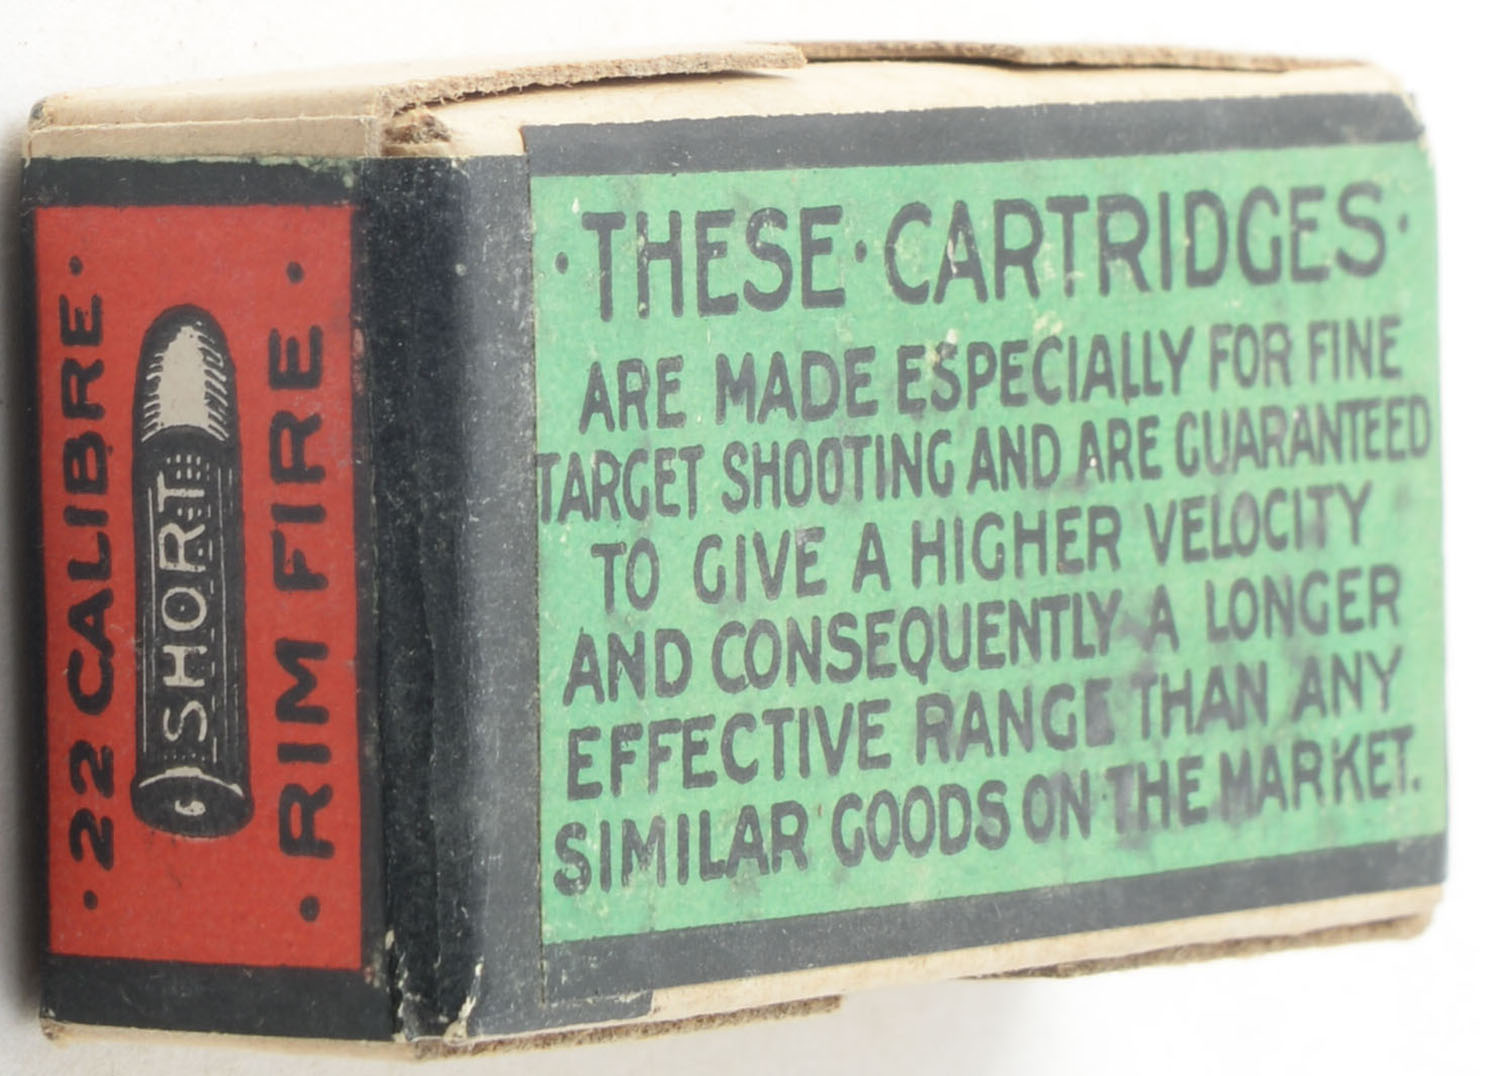 · 22 CALIBRE ·
SHORT
· RIM FIRE ·
· THESE · CARTRIDGES ·
ARE MADE ESPECIALLY FOR FINE
TARGET SHOOTING AND ARE GUARANTEED
TO GIVE A HIGHER VELOCITY
AND CONSEQUENTLY A LONGER
EFFECTIVE RANGE THAN ANY
SIMILAR GOODS ON THE MARKET.